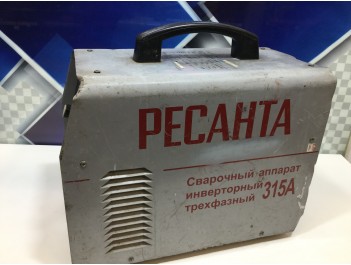 РЕСАНТА
Сварочный аппарат
инверторный 315А
трехфазный